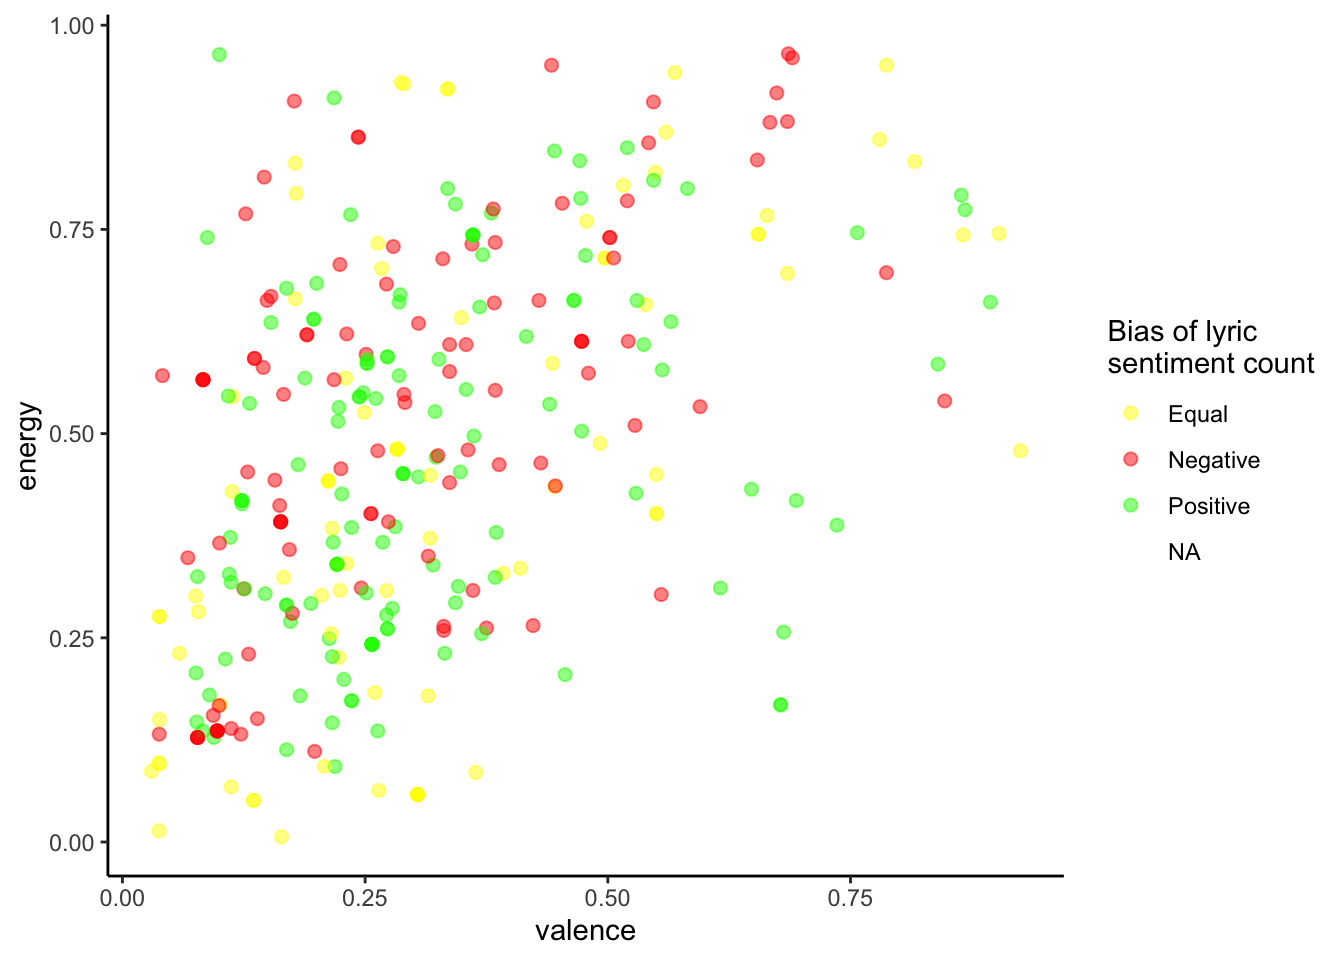 1.00
0.75
0.50
0.25
0.00
energy
0.00
0.25
0.50
0.75
valence
Bias of lyric
sentiment count
Equal
Negative
Positive
NA